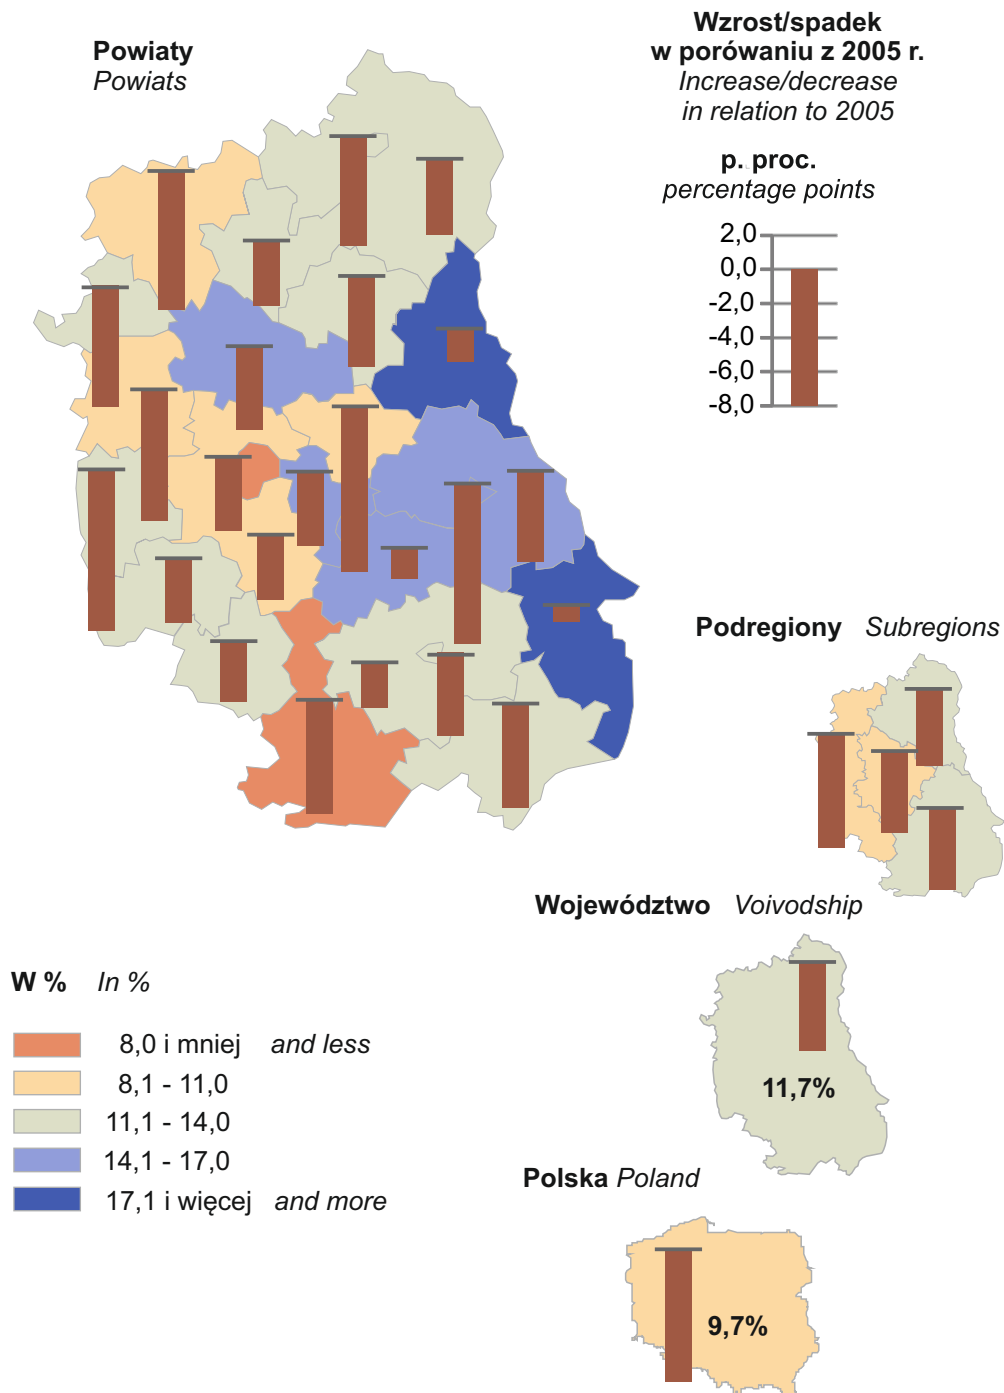 Powiaty
Powiats
Wzrost/spadek
w porówaniu z 2005 r.
Increase/decrease
in relation to 2005
p. proc.
percentage points
2,0
0,0
-2,0
-4,0
-6,0
-8,0
Podregiony Subregions
Województwo Voivodship
11,7%
W % In %
8,0 i mniej and less
8,1 - 11,0
11,1 - 14,0
14,1 - 17,0
17,1 i więcej and more
Polska Poland
9,7%